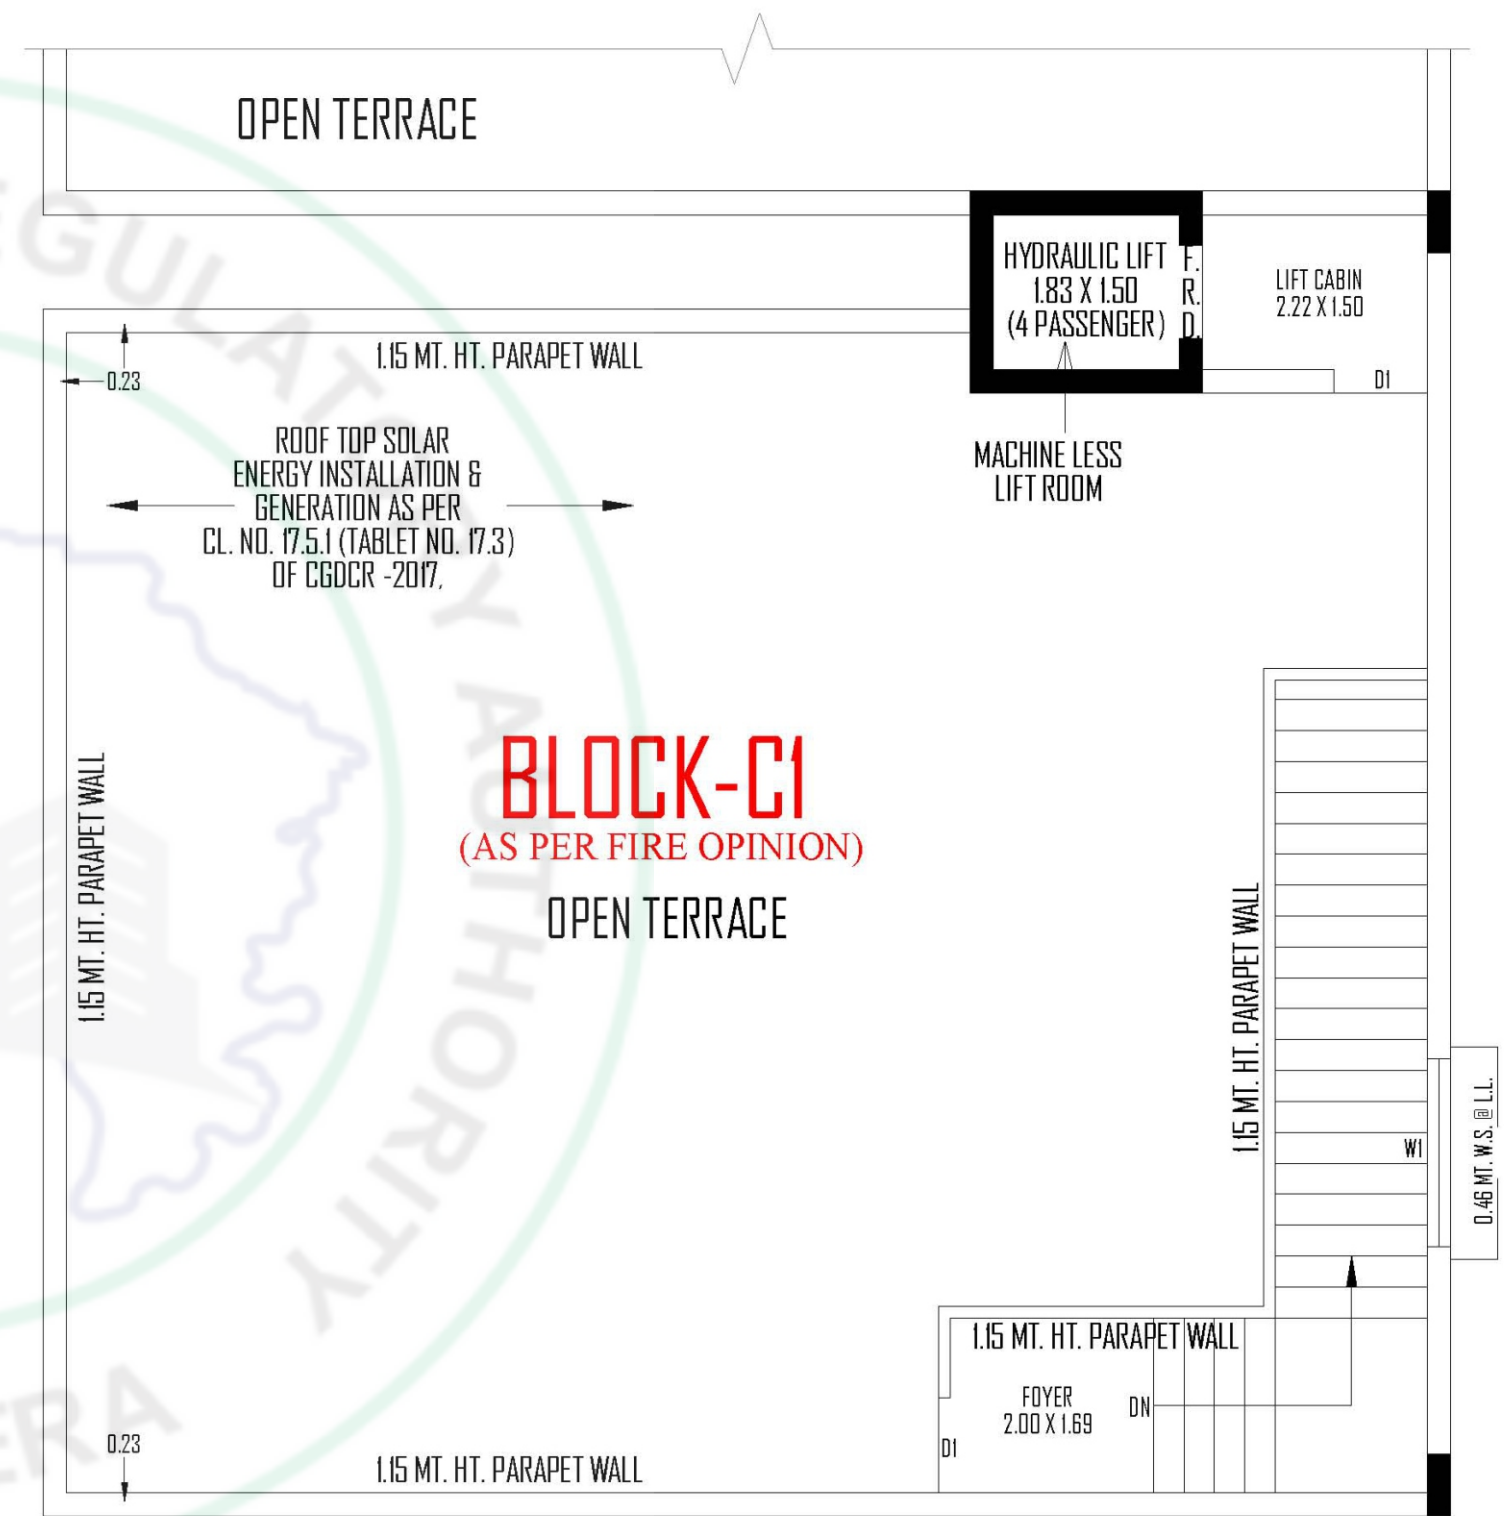 OPEN TERRACE
HYDRAULIC LIFT
1.83 X 1.50
(4 PASSENGER)
F.
R.
D.
LIFT CABIN
2.22 X 1.50
D1
1.15 MT. HT. PARAPET WALL
0.23
MACHINE LESS
LIFT ROOM
ROOF TOP SOLAR
ENERGY INSTALLATION &
GENERATION AS PER
CL. NO. 17.5.1 (TABLET NO. 17.3)
OF CGDCR -2017,
BLOCK-C1
(AS PER FIRE OPINION)
OPEN TERRACE
1.15 MT. HT. PARAPET WALL
1.15 MT. HT. PARAPET WALL
W1
0.46 MT. W.S. @ L.L.
1.15 MT. HT. PARAPET WALL
FOYER
2.00 X 1.69
DN
D1
0.23
1.15 MT. HT. PARAPET WALL
EGULATORY AUTHORITY
ERA